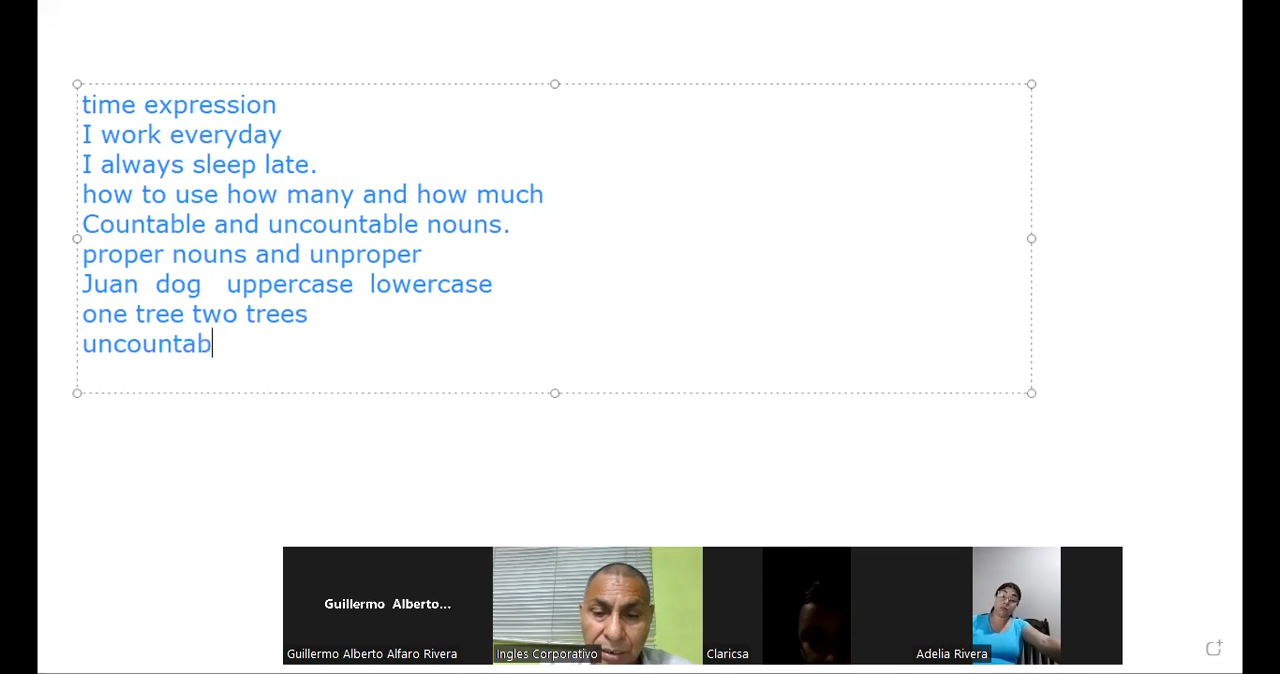 time expression
I work everyday
I always sleep late.
how to use how many and how much
Countable and uncountable nouns.
proper nouns and unproper
Juan  dog   uppercase  lowercase
one tree two trees
uncountab
Guillermo Alberto...
Guillermo Alberto Alfaro Rivera
Ingles Corporativo
Claricsa
Adelia Rivera